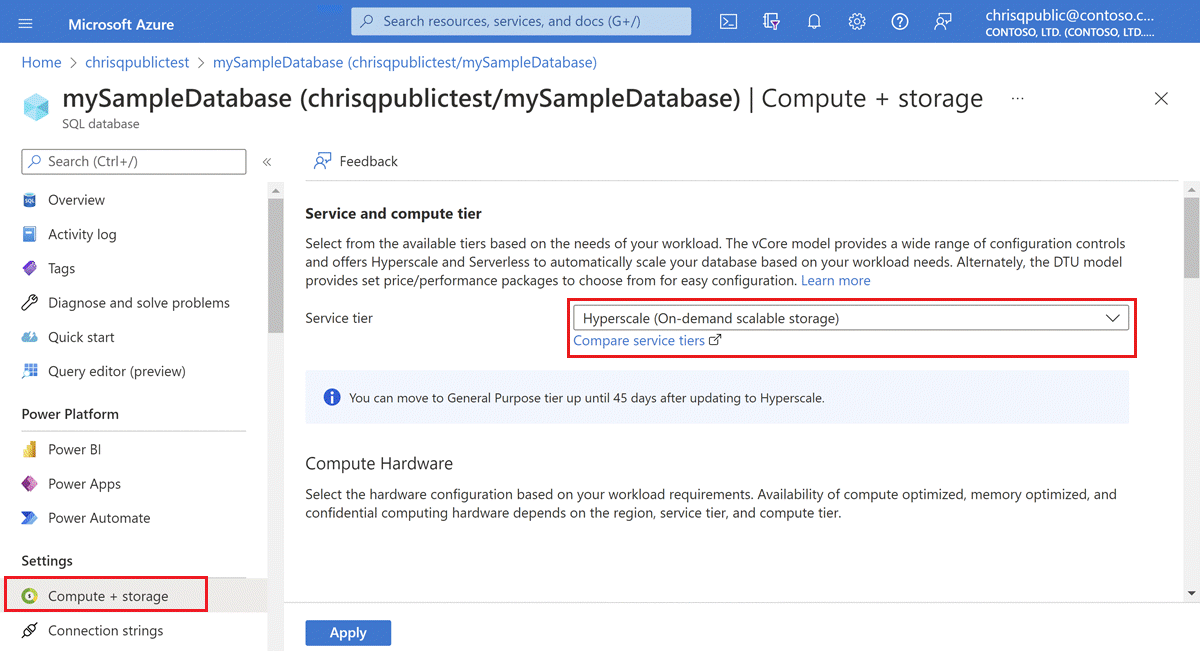 Microsoft Azure
Search resources, services, and docs (G+/)
chrisqpublic@contoso.c...
CONTOSO, LTD. (CONTOSO, LTD....
Home > chrisqpublictest > mySampleDatabase (chrisqpublictest/mySampleDatabase)
mySampleDatabase (chrisqpublictest/mySampleDatabase) | Compute + storage ...
SQL database
Search (Ctrl+/)
«
Overview
Activity log
Tags
Diagnose and solve problems
Quick start
Query editor (preview)
Power Platform
Power BI
Power Apps
Power Automate
Settings
Compute + storage
Connection strings
Feedback
Service and compute tier
Select from the available tiers based on the needs of your workload. The vCore model provides a wide range of configuration controls
and offers Hyperscale and Serverless to automatically scale your database based on your workload needs. Alternately, the DTU model
provides set price/performance packages to choose from for easy configuration. Learn more
Service tier
Hyperscale (On-demand scalable storage)
Compare service tiers
You can move to General Purpose tier up until 45 days after updating to Hyperscale.
Compute Hardware
Select the hardware configuration based on your workload requirements. Availability of compute optimized, memory optimized, and
confidential computing hardware depends on the region, service tier, and compute tier.
Apply